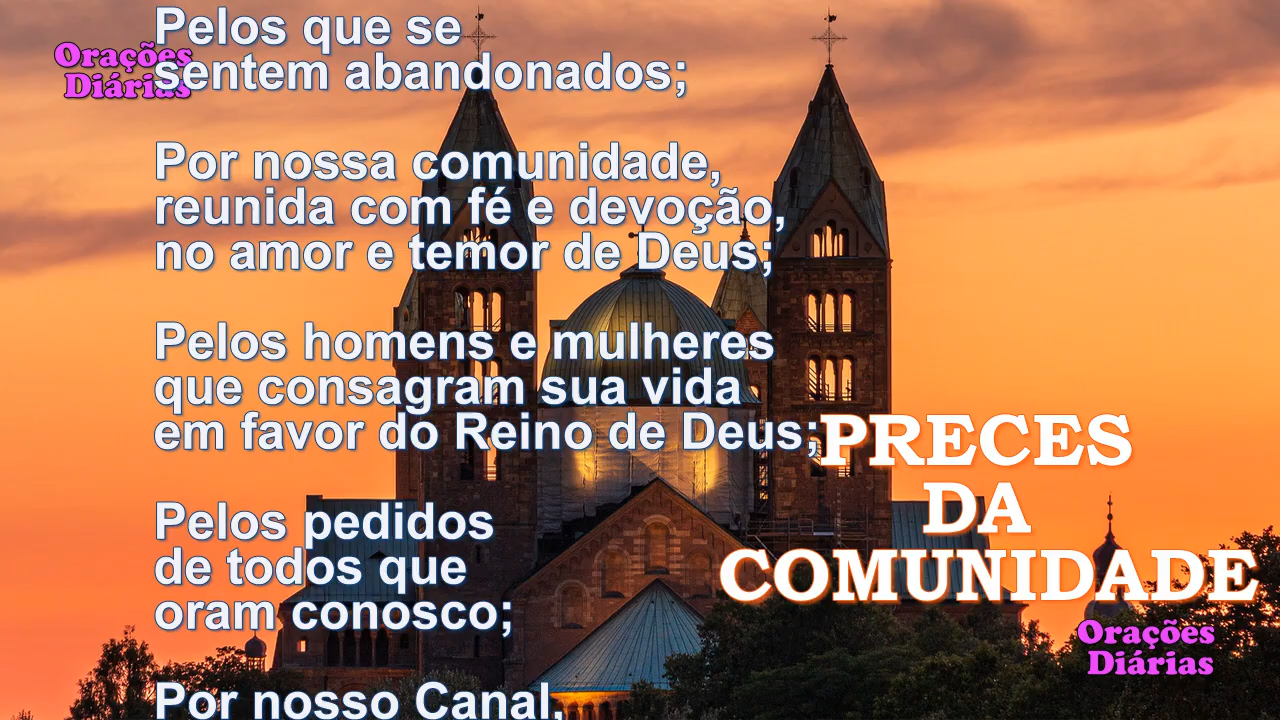 Orações
Diárias
Pelos que se
sentem abandonados;
Por nossa comunidade,
reunida com fé e devoção,
no amor e temor de Deus;
Pelos homens e mulheres
que consagram sua vida
em favor do Reino de Deus;
Pelos pedidos
de todos que
oram conosco;
Por nosso Canal,
PRECES
DA
COMUNIDADE
Orações
Diárias